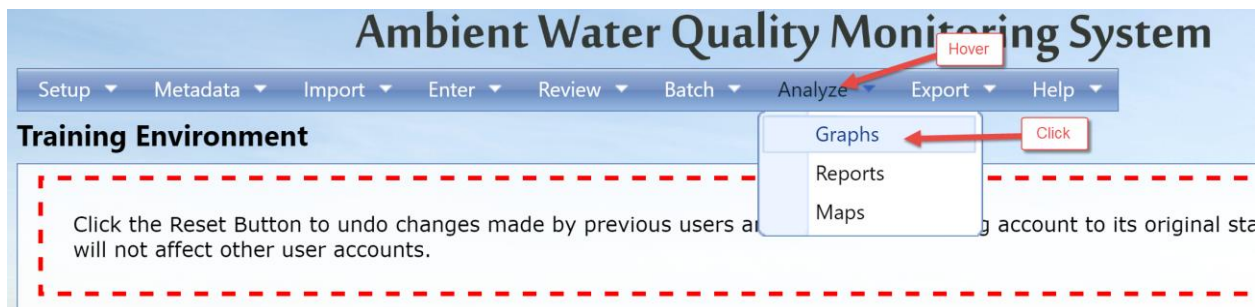 Ambient Water Quality Monitoring System
Hover
Setup Metadata Import Enter Review Batch Analyze Export Help
Training Environment
Graphs
Click
Reports
Maps
Click the Reset Button to undo changes made by previous users account to its original
will not affect other user accounts.